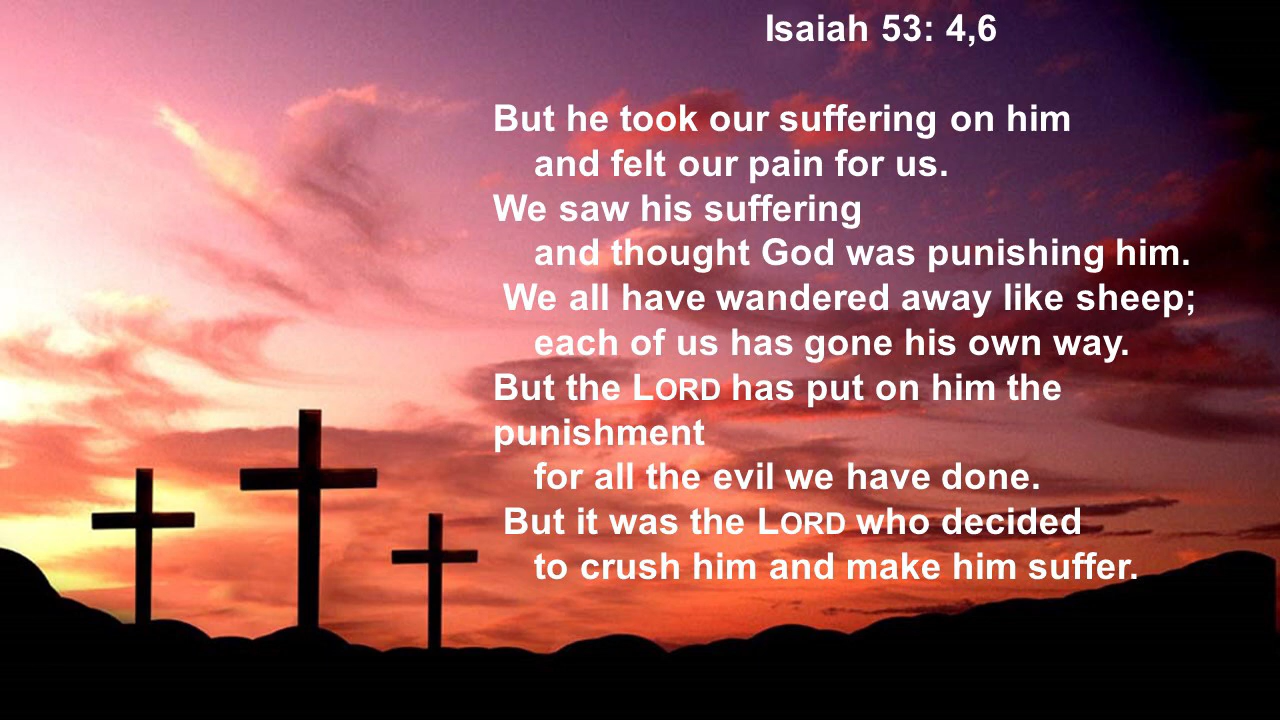 Isaiah 53: 4,6
But he took our suffering on him
and felt our pain for us.
We saw his suffering
and thought God was punishing him.
We all have wandered away like sheep;
each of us has gone his own way.
But the LORD has put on him the
punishment
for all the evil we have done.
But it was the LORD who decided
to crush him and make him suffer.